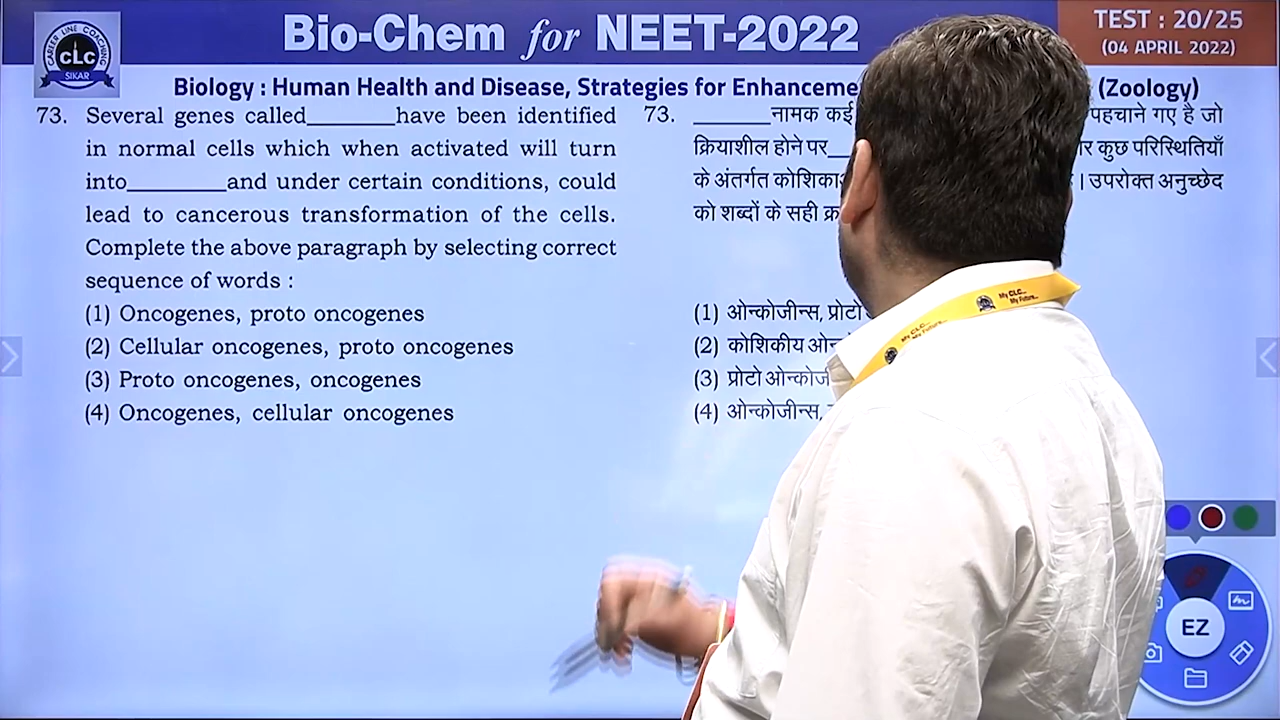 Bio-Chem for NEET-2022
TEST : 20/25
(04 APRIL 2022)
CAREER LINE COACHING
CLC
SIKAR
Biology : Human Health and Disease, Strategies for Enhanceme
(Zoology)
73. Several genes called________have been identified
in normal cells which when activated will turn
into_________and under certain conditions, could
lead to cancerous transformation of the cells.
Complete the above paragraph by selecting correct
sequence of words :
(1) Oncogenes, proto oncogenes
(2) Cellular oncogenes, proto oncogenes
(3) Proto oncogenes, oncogenes
(4) Oncogenes, cellular oncogenes
73. _______नामक कई पहचाने गए है जो
क्रियाशील होने पर__ कुछ परिस्थितियाँ
के अंतर्गत । उपरोक्त अनुच्छेद
को शब्दों के सही
(1) ओन्कोजीन्स,
(2) कोशिकीय
(3) प्रोटो
(4) ओन्कोजीन्स,
My CLC...
My Future...
My CLC...
My Future...
EZ